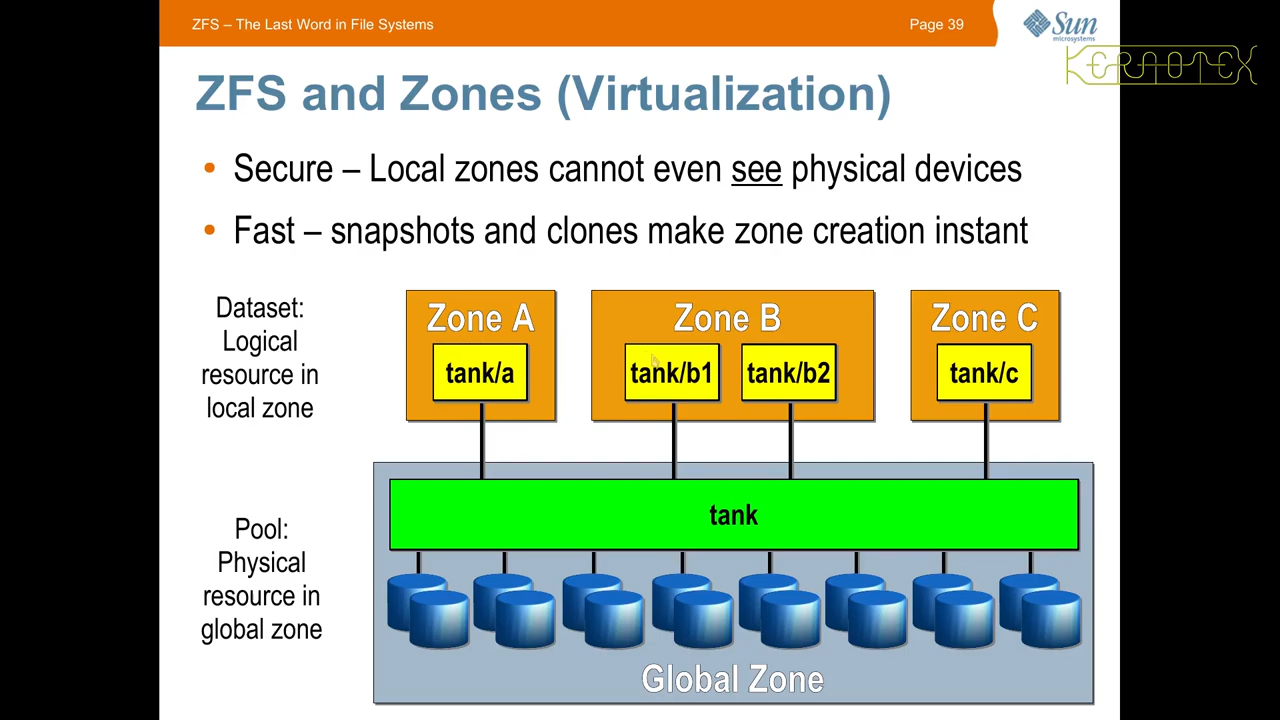 ZFS – The Last Word in File Systems
Page 39
Sun
microsystems
KERNOTEX
ZFS and Zones (Virtualization)
• Secure – Local zones cannot even see physical devices
• Fast – snapshots and clones make zone creation instant
Dataset:
Logical
resource in
local zone
Zone A
Zone B
Zone C
tank/a
tank/b1
tank/b2
tank/c
Pool:
Physical
resource in
global zone
tank
Global Zone